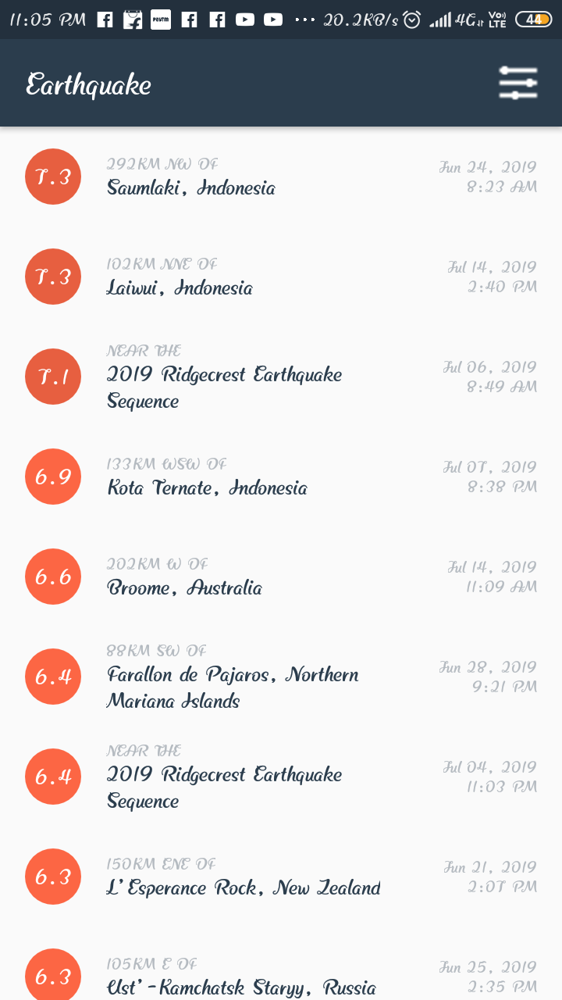 11:05 PM Paytm 20.2KB/s 4G Vo) LTE 44
Earthquake
7.3
292KM NW OF
Saumlaki, Indonesia
Jun 24, 2019
8:23 AM
7.3
102KM NNE OF
Laiwui, Indonesia
Jul 14, 2019
2:40 PM
7.1
NEAR THE
2019 Ridgecrest Earthquake
Sequence
Jul 06, 2019
8:49 AM
6.9
133KM WSW OF
Kota Ternate, Indonesia
Jul 07, 2019
8:38 PM
6.6
202KM W OF
Broome, Australia
Jul 14, 2019
11:09 AM
6.4
88KM SW OF
Farallon de Pajaros, Northern
Mariana Islands
Jun 28, 2019
9:21 PM
6.4
NEAR THE
2019 Ridgecrest Earthquake
Sequence
Jul 04, 2019
11:03 PM
6.3
150KM ENE OF
L'Esperance Rock, New Zealand
Jun 21, 2019
2:07 PM
6.3
105KM E OF
Ust'-Kamchatsk Staryy, Russia
Jun 25, 2019
2:35 PM